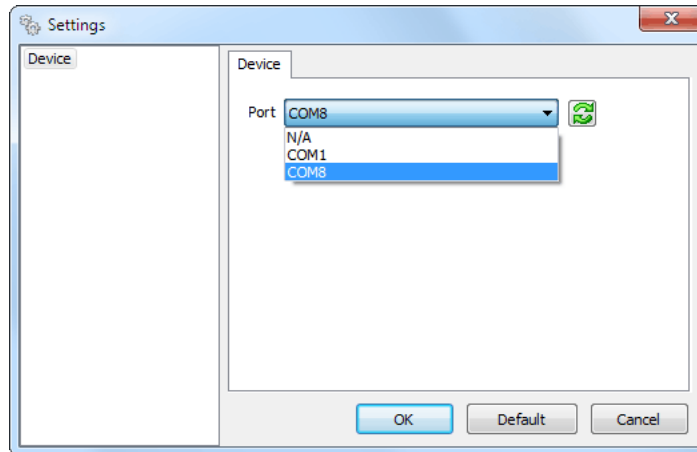 Settings
Device
Device
Port COM8
N/A
COM1
COM8
OK Default Cancel